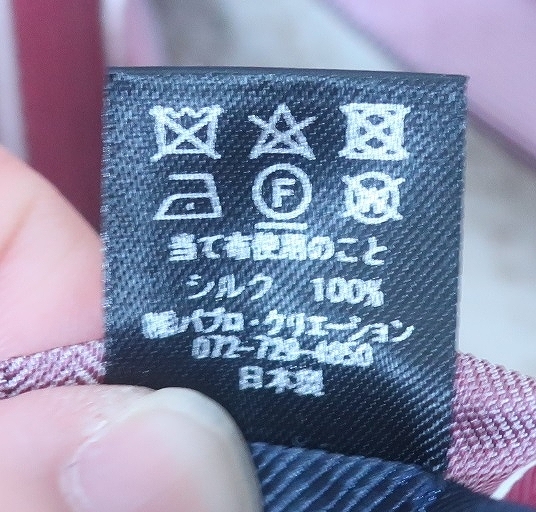 F
W
当て布使用のこと
シルク 100%
㈱パブロ・クリエーション
072-729-4850
日本製